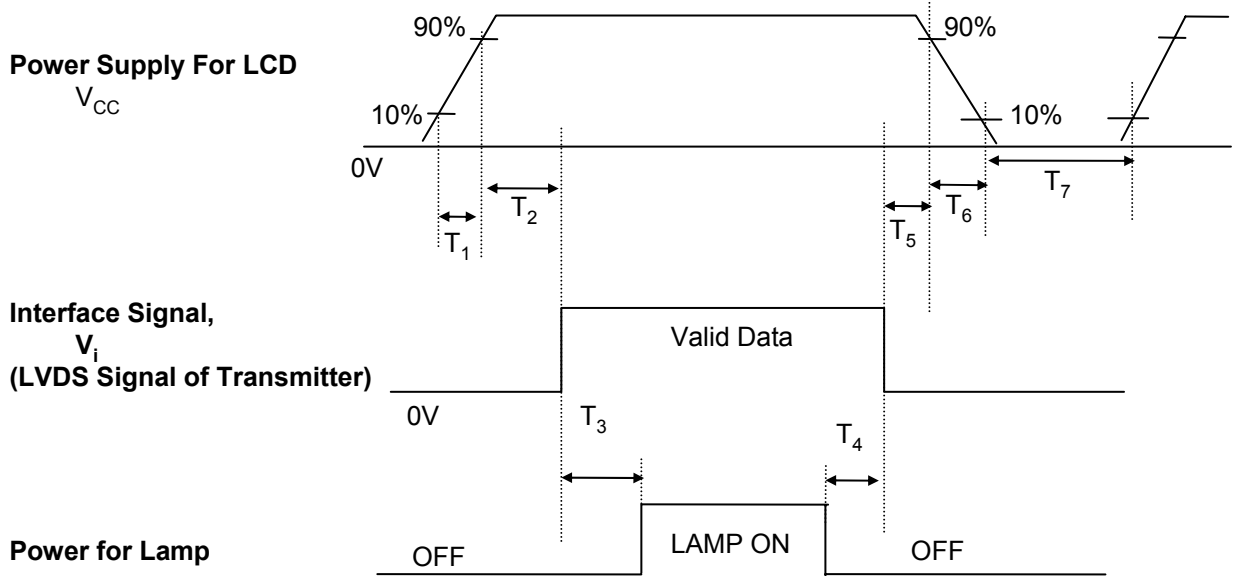 90%
90%
Power Supply For LCD
V_CC
10%
10%
0V
T_1
T_2
T_5
T_6
T_7
Interface Signal,
V_i
(LVDS Signal of Transmitter)
Valid Data
0V
T_3
T_4
Power for Lamp
OFF
LAMP ON
OFF